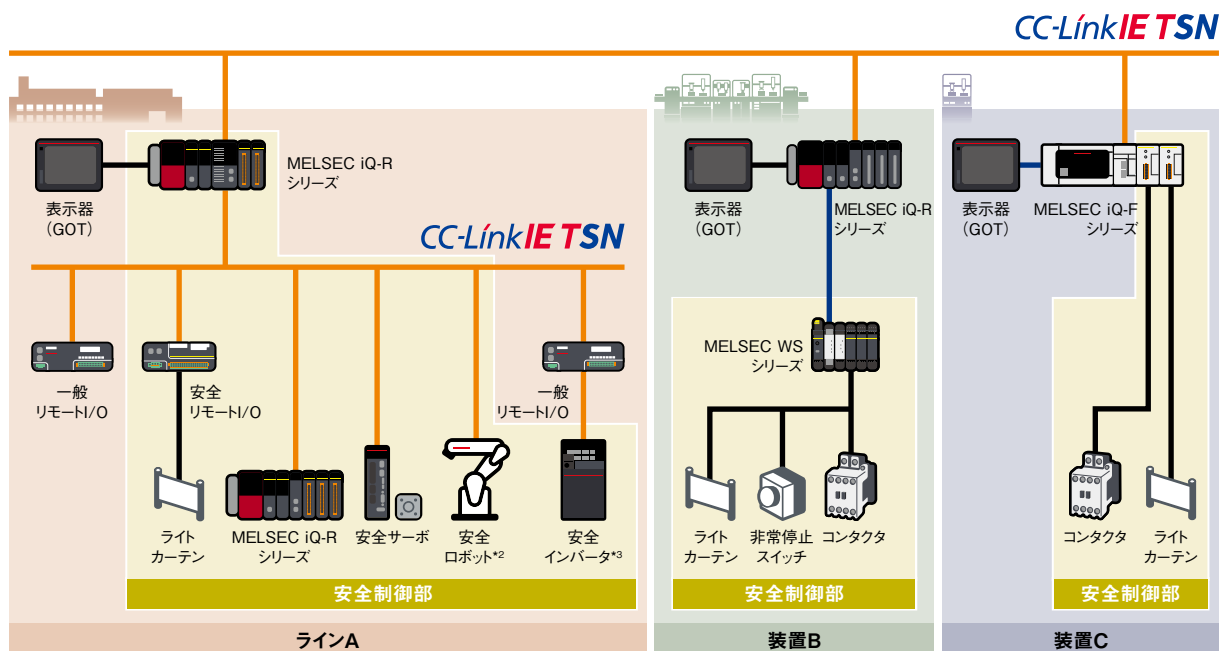 CC-Link IE TSN
表示器
(GOT)
MELSEC iQ-R
シリーズ
CC-Link IE TSN
一般
リモートI/O
安全
リモートI/O
一般
リモートI/O
ライト
カーテン
MELSEC iQ-R
シリーズ
安全サーボ
安全
ロボット*2
安全
インバータ*3
安全制御部
ラインA
表示器
(GOT)
MELSEC iQ-R
シリーズ
MELSEC WS
シリーズ
ライト
カーテン
非常停止
スイッチ
コンタクタ
安全制御部
装置B
表示器
(GOT)
MELSEC iQ-F
シリーズ
コンタクタ
ライト
カーテン
安全制御部
装置C